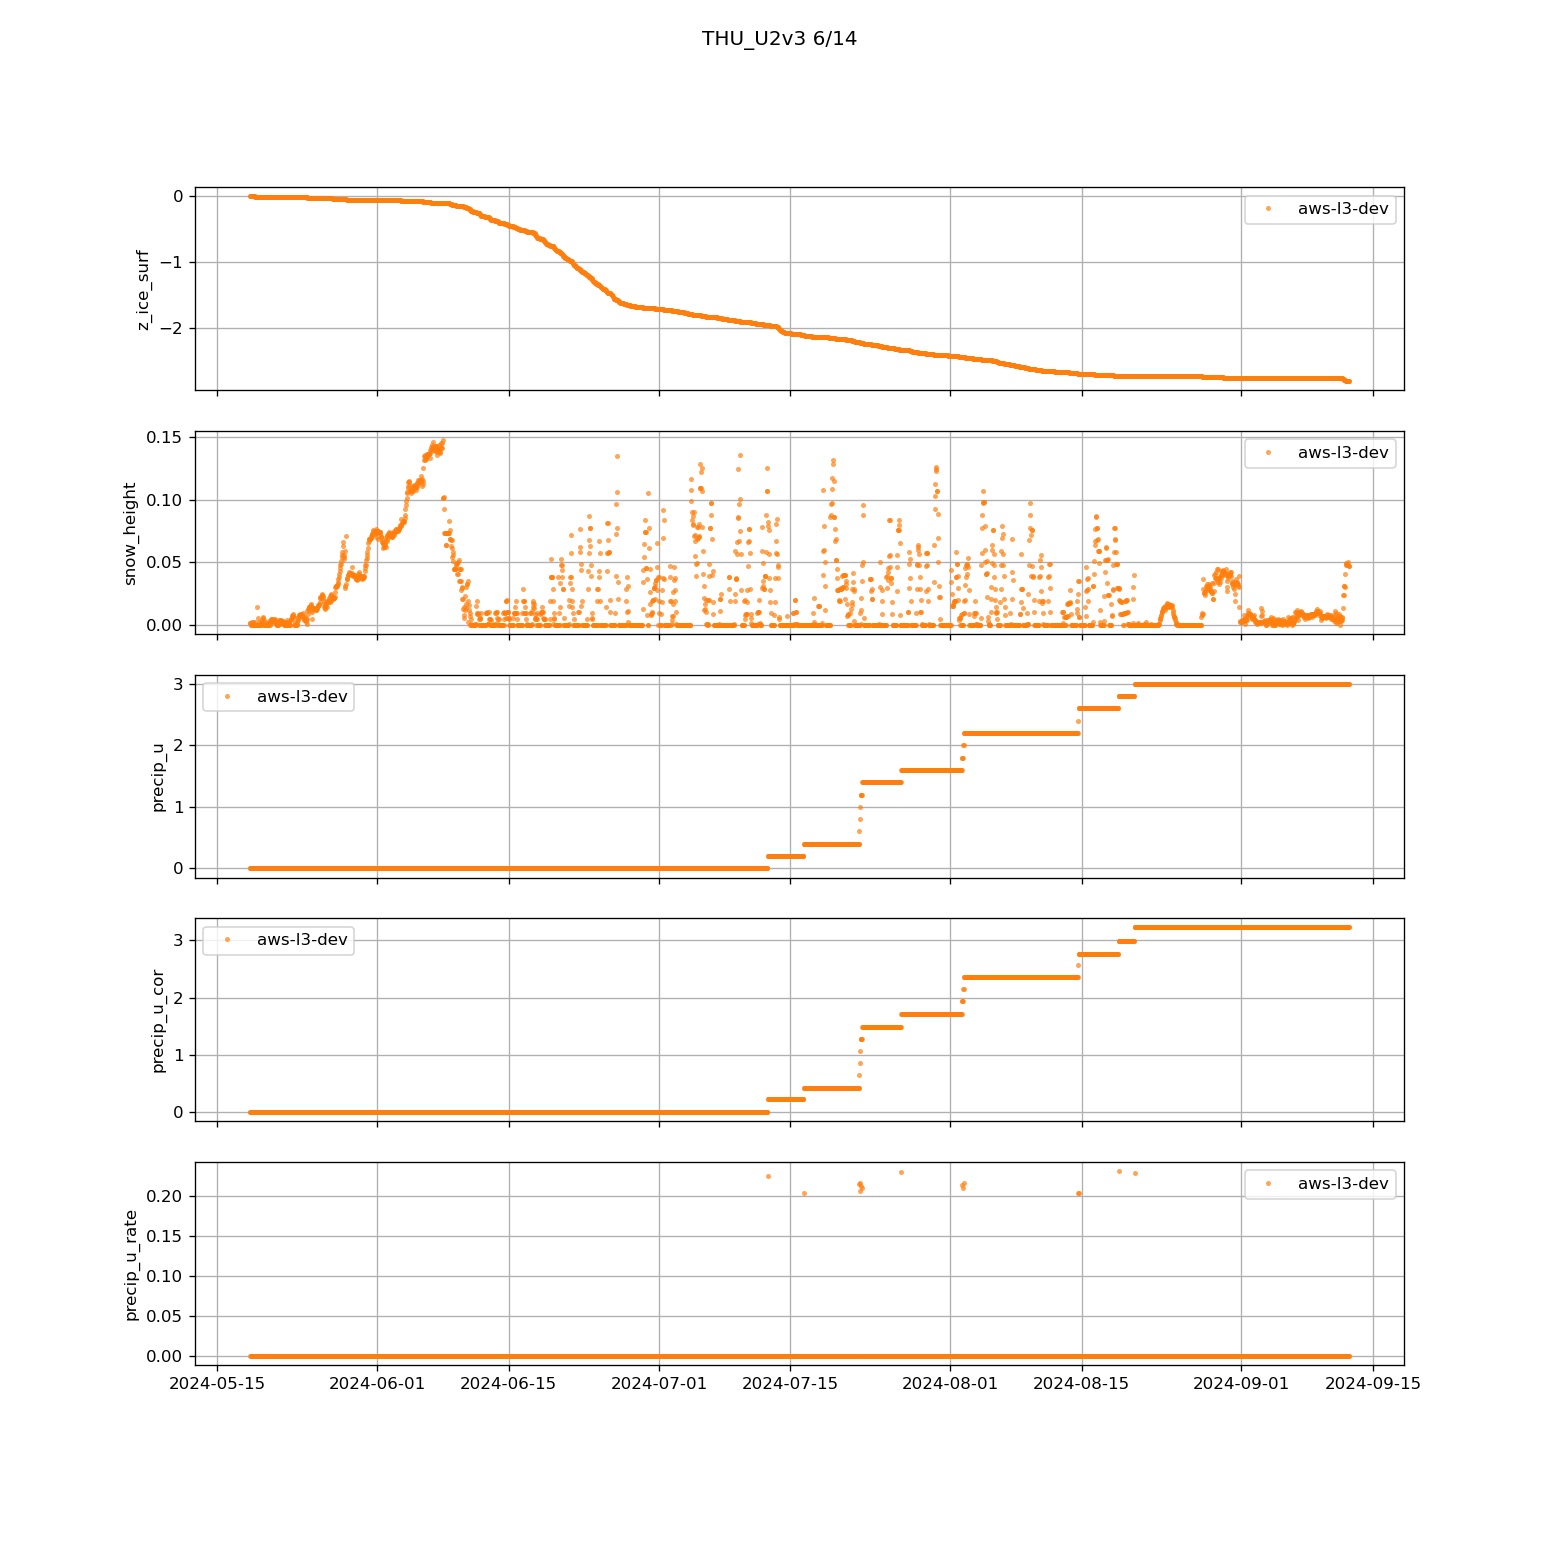 THU_U2v3 6/14
0
−1
−2
z_ice_surf
aws-l3-dev
0.15
0.10
0.05
0.00
snow_height
aws-l3-dev
3
2
1
0
precip_u
aws-l3-dev
3
2
1
0
precip_u_cor
aws-l3-dev
0.20
0.15
0.10
0.05
0.00
precip_u_rate
aws-l3-dev
2024-05-15 2024-06-01 2024-06-15 2024-07-01 2024-07-15 2024-08-01 2024-08-15 2024-09-01 2024-09-15